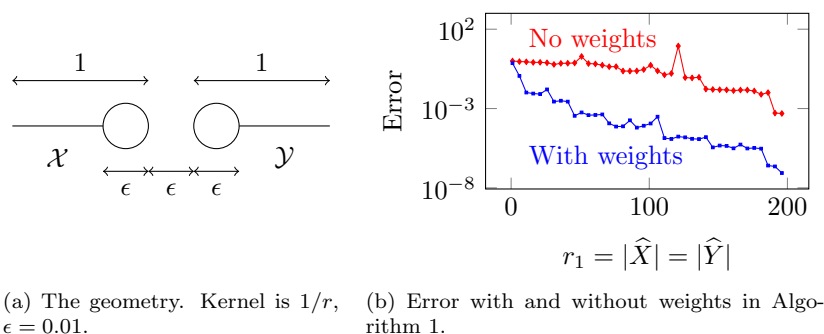 1
1
𝒳
𝒴
ϵ
ϵ
ϵ
(a) The geometry. Kernel is 1/r,
ϵ = 0.01.
10^2
10^−3
10^−8
Error
No weights
With weights
0
100
200
r_1 = |X̂| = |Ŷ|
(b) Error with and without weights in Algo-
rithm 1.